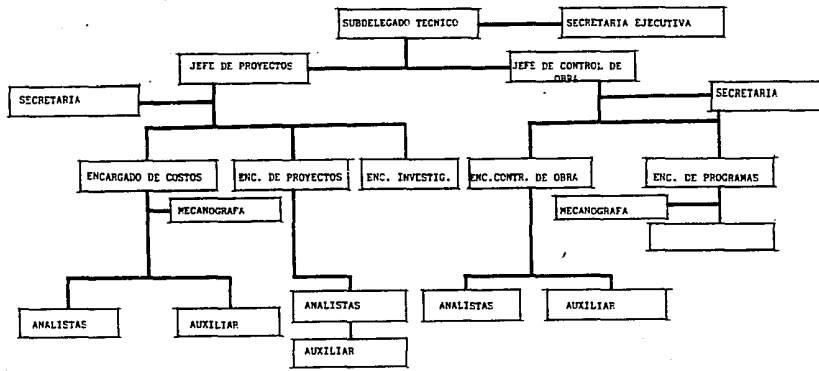 SUBDELEGADO TECNICO
SECRETARIA EJECUTIVA
JEFE DE PROYECTOS
JEFE DE CONTROL DE
OBRA
SECRETARIA
SECRETARIA
ENCARGADO DE COSTOS
ENC. DE PROYECTOS
ENC. INVESTIG.
ENC.CONTR. DE OBRA
ENC. DE PROGRAMAS
MECANOGRAFA
MECANOGRAFA
ANALISTAS
AUXILIAR
ANALISTAS
ANALISTAS
AUXILIAR
AUXILIAR